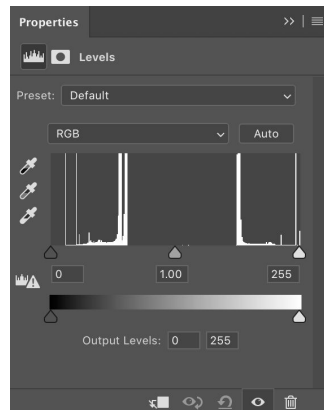 Properties
Levels
Preset: Default
RGB Auto
0 1.00 255
Output Levels: 0 255